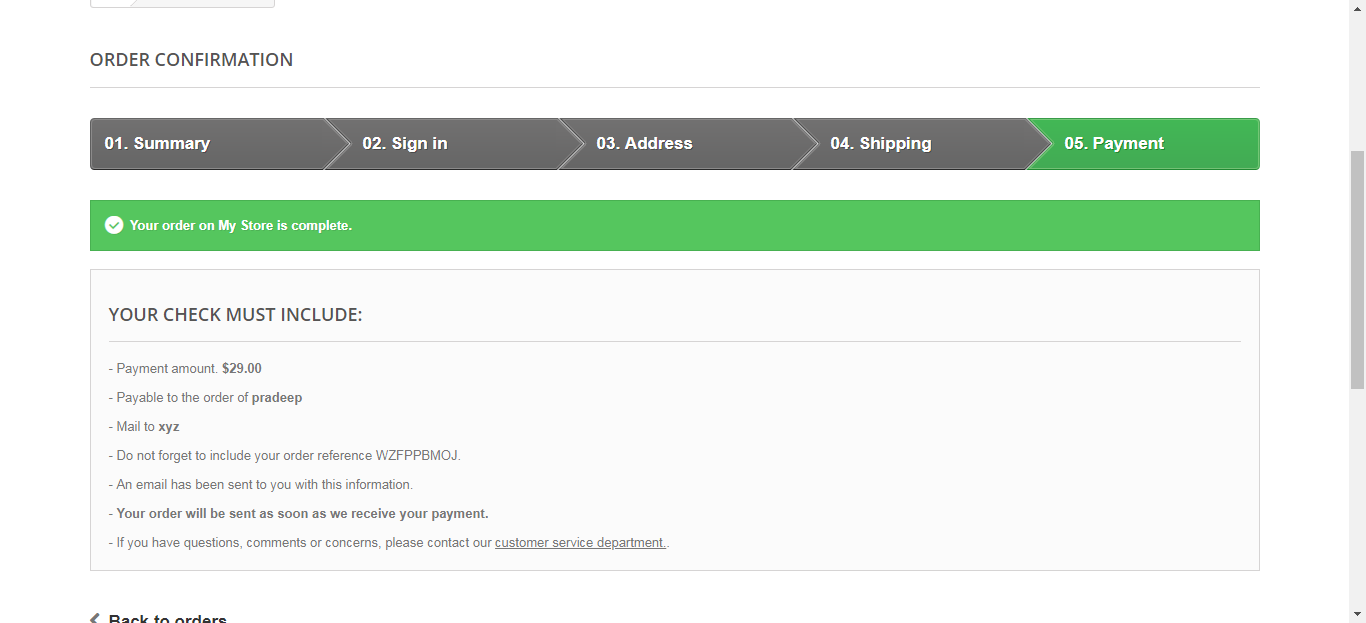 ORDER CONFIRMATION
01. Summary
02. Sign in
03. Address
04. Shipping
05. Payment
Your order on My Store is complete.
YOUR CHECK MUST INCLUDE:
- Payment amount. $29.00
- Payable to the order of pradeep
- Mail to xyz
- Do not forget to include your order reference WZFPPBMOJ.
- An email has been sent to you with this information.
- Your order will be sent as soon as we receive your payment.
- If you have questions, comments or concerns, please contact our customer service department..
Back to orders